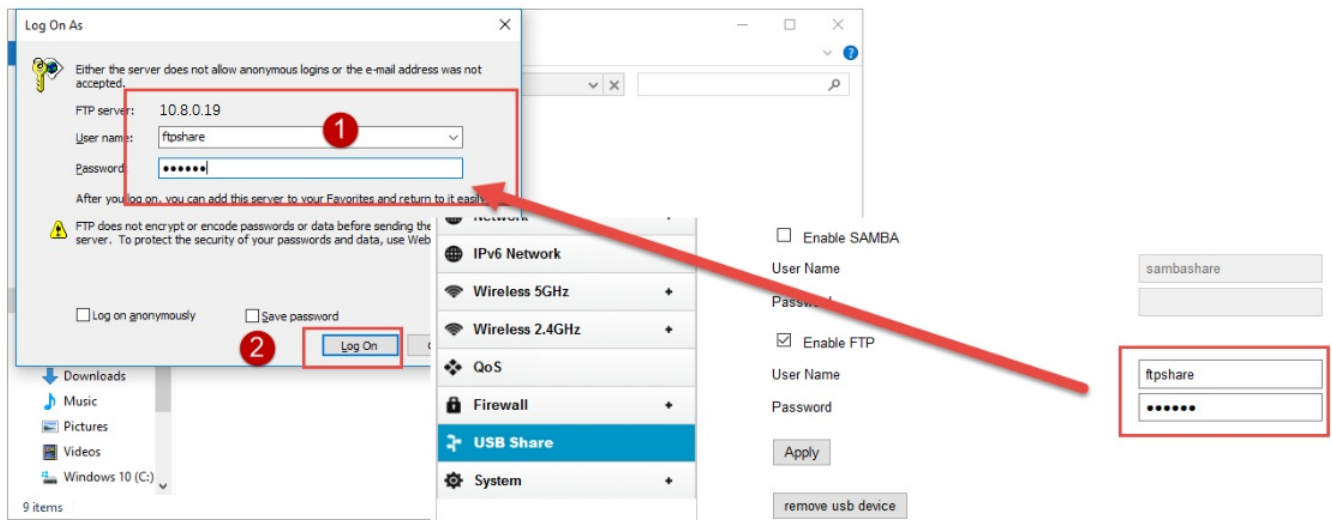 Log On As
Either the server does not allow anonymous logins or the e-mail address was not
accepted.
FTP server: 10.8.0.19
User name: ftpshare
1
Password: ••••••
After you log on, you can add this server to your Favorites and return to it easily.
FTP does not encrypt or encode passwords or data before sending the
server. To protect the security of your passwords and data, use Web
Log on anonymously
Save password
2
Log On
Downloads
Music
Pictures
Videos
Windows 10 (C:)
9 items
Network
IPv6 Network
Wireless 5GHz +
Wireless 2.4GHz +
QoS
Firewall +
USB Share
System +
Enable SAMBA
User Name sambashare
Password
Enable FTP
User Name ftpshare
Password ••••••
Apply
remove usb device